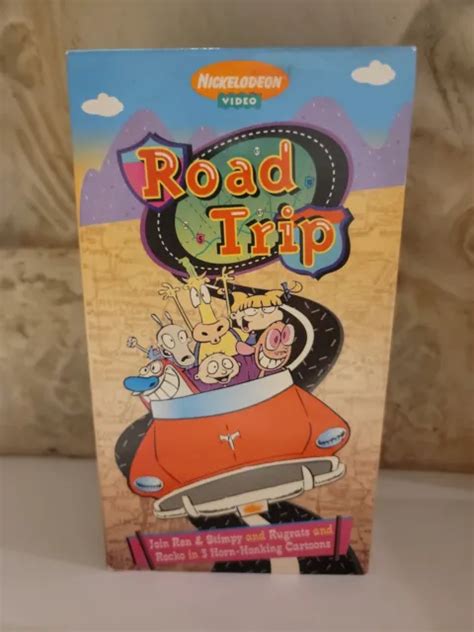 NICKELODEON
VIDEO
Road
Trip
Join Ren & Stimpy and Rugrats and
Rocko in 3 Horn-Honking Cartoons